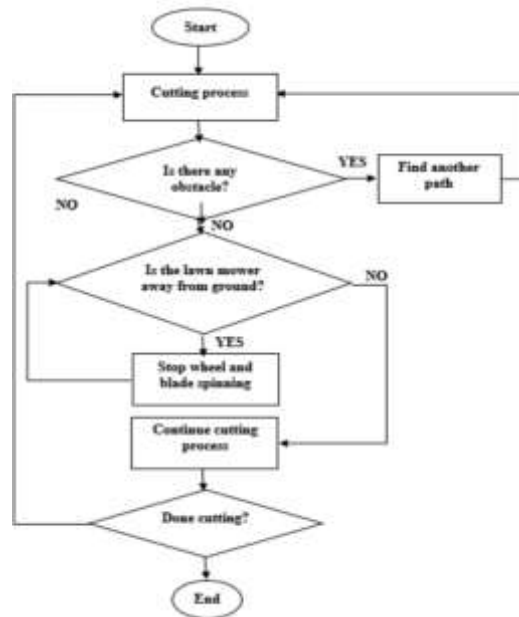 Start
Cutting process
Is there any
obstacle?
YES
Find another
path
NO
NO
Is the lawn mower
away from ground?
NO
YES
Stop wheel and
blade spinning
Continue cutting
process
Done cutting?
End